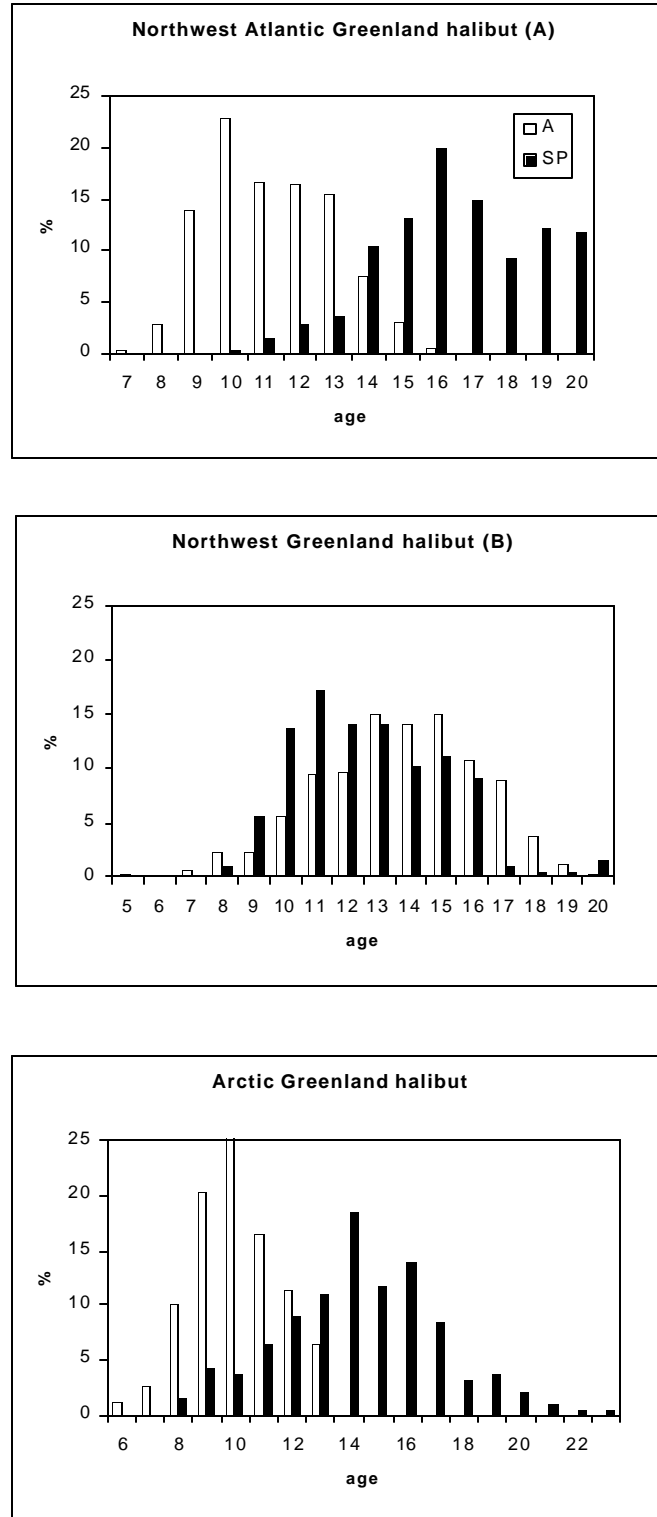 Northwest Atlantic Greenland halibut (A)
25
20
15
10
5
0
%
A
SP
7 8 9 10 11 12 13 14 15 16 17 18 19 20
age
Northwest Greenland halibut (B)
25
20
15
10
5
0
%
5 6 7 8 9 10 11 12 13 14 15 16 17 18 19 20
age
Arctic Greenland halibut
25
20
15
10
5
0
%
6 8 10 12 14 16 18 20 22
age